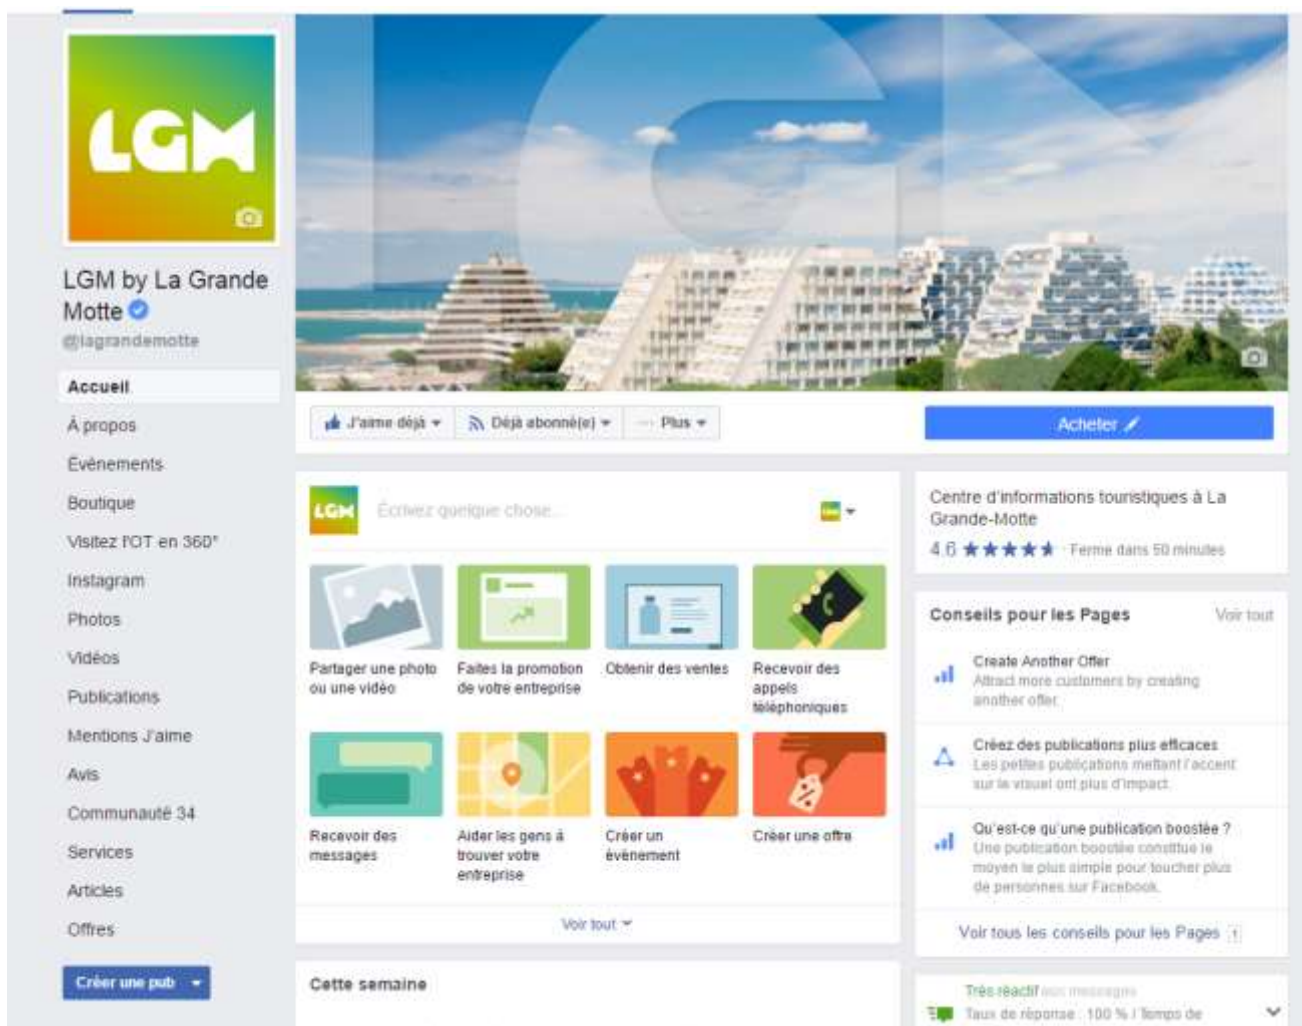 LGM
LGM by La Grande
Motte
@lagrandemotte
Accueil
À propos
Évènements
Boutique
Visitez l'OT en 360°
Instagram
Photos
Vidéos
Publications
Mentions J'aime
Avis
Communauté 34
Services
Articles
Offres
Créer une pub
LGM
J'aime déjà
Déjà abonné(e)
Plus
Acheter
LGM
Écrivez quelque chose...
Partager une photo
ou une vidéo
Faites la promotion
de votre entreprise
Obtenir des ventes
Recevoir des
appels
téléphoniques
Recevoir des
messages
Aider les gens à
trouver votre
entreprise
Créer un
évènement
Créer une offre
Voir tout
Cette semaine
Centre d'informations touristiques à La
Grande-Motte
4.6 ★★★★★ · Ferme dans 50 minutes
Conseils pour les Pages
Voir tout
Create Another Offer
Attract more customers by creating
another offer.
Créez des publications plus efficaces
Les petites publications mettant l'accent
sur le visuel ont plus d'impact.
Qu'est-ce qu'une publication boostée ?
Une publication boostée constitue le
moyen le plus simple pour toucher plus
de personnes sur Facebook.
Voir tous les conseils pour les Pages
Très réactif aux messages
Taux de réponse : 100 % / Temps de